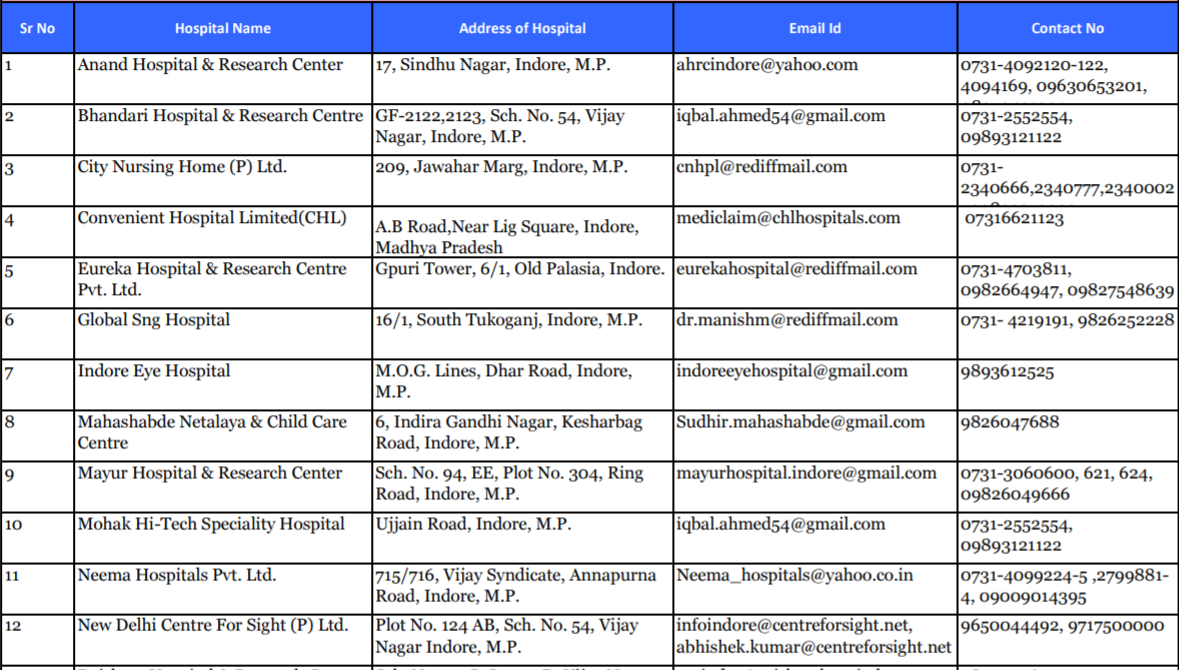 Sr No Hospital Name Address of Hospital Email Id Contact No
1 Anand Hospital & Research Center 17, Sindhu Nagar, Indore, M.P. ahrcindore@yahoo.com 0731-4092120-122,
4094169, 09630653201,
2 Bhandari Hospital & Research Centre GF-2122,2123, Sch. No. 54, Vijay iqbal.ahmed54@gmail.com 0731-2552554,
Nagar, Indore, M.P. 09893121122
3 City Nursing Home (P) Ltd. 209, Jawahar Marg, Indore, M.P. cnhpl@rediffmail.com 0731-
2340666,2340777,2340002
4 Convenient Hospital Limited(CHL) A.B Road,Near Lig Square, Indore, mediclaim@chlhospitals.com 07316621123
Madhya Pradesh
5 Eureka Hospital & Research Centre Gpuri Tower, 6/1, Old Palasia, Indore. eurekahospital@rediffmail.com 0731-4703811,
Pvt. Ltd. 0982664947, 09827548639
6 Global Sng Hospital 16/1, South Tukoganj, Indore, M.P. dr.manishm@rediffmail.com 0731- 4219191, 9826252228
7 Indore Eye Hospital M.O.G. Lines, Dhar Road, Indore, indoreeyehospital@gmail.com 9893612525
M.P.
8 Mahashabde Netalaya & Child Care 6, Indira Gandhi Nagar, Kesharbag Sudhir.mahashabde@gmail.com 9826047688
Centre Road, Indore, M.P.
9 Mayur Hospital & Research Center Sch. No. 94, EE, Plot No. 304, Ring mayurhospital.indore@gmail.com 0731-3060600, 621, 624,
Road, Indore, M.P. 09826049666
10 Mohak Hi-Tech Speciality Hospital Ujjain Road, Indore, M.P. iqbal.ahmed54@gmail.com 0731-2552554,
09893121122
11 Neema Hospitals Pvt. Ltd. 715/716, Vijay Syndicate, Annapurna Neema_hospitals@yahoo.co.in 0731-4099224-5 ,2799881-
Road, Indore, M.P. 4, 09009014395
12 New Delhi Centre For Sight (P) Ltd. Plot No. 124 AB, Sch. No. 54, Vijay infoindore@centreforsight.net, 9650044492, 9717500000
Nagar Indore, M.P. abhishek.kumar@centreforsight.net